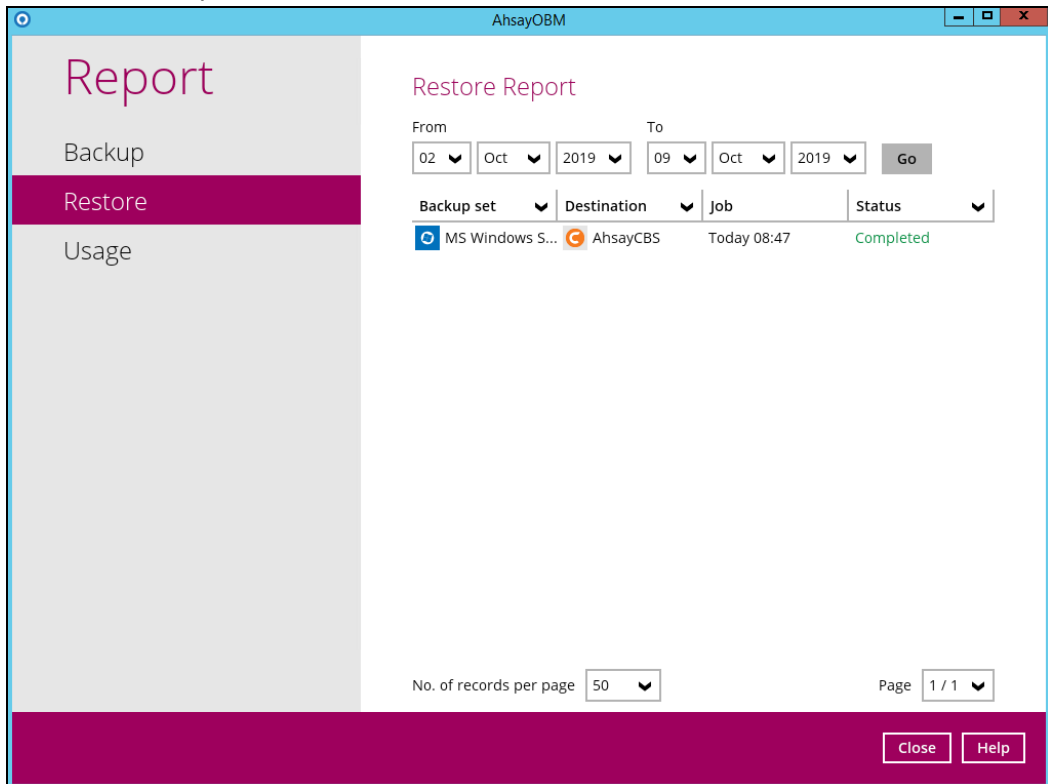 AhsayOBM
Report
Backup
Restore
Usage
Restore Report
From To
02 Oct 2019 09 Oct 2019 Go
Backup set Destination Job Status
MS Windows S... AhsayCBS Today 08:47 Completed
No. of records per page 50 Page 1 / 1
Close Help